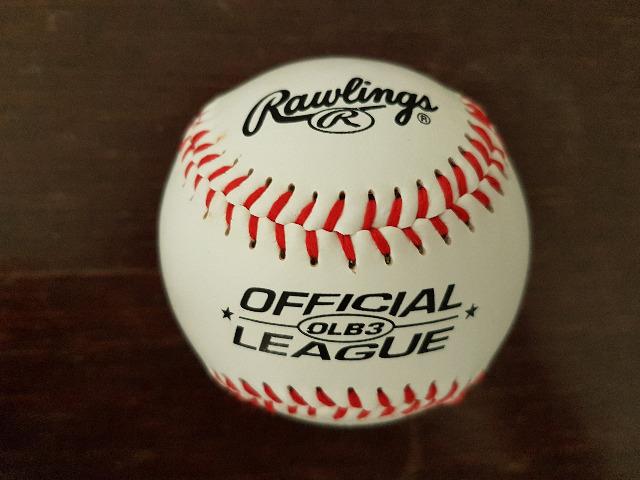 Rawlings
R ®
OFFICIAL
OLB3
LEAGUE